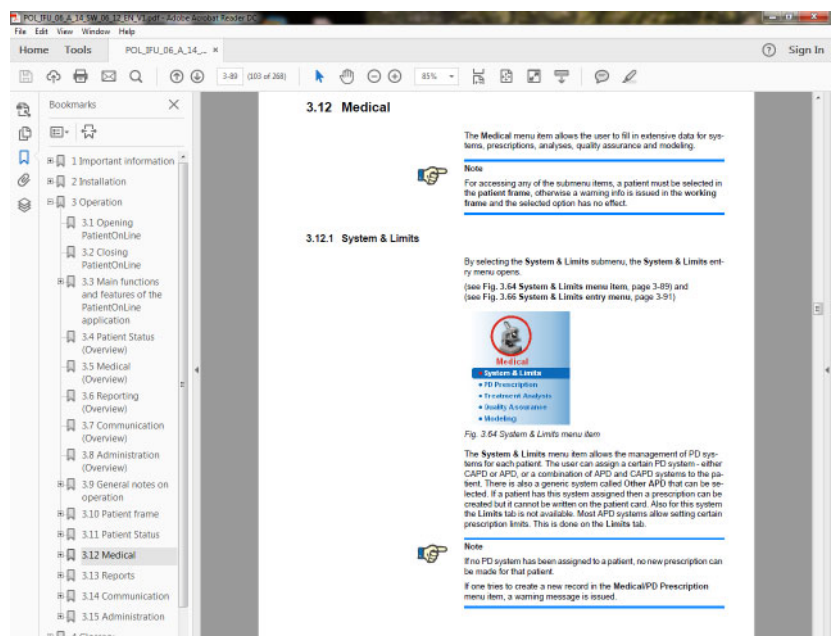 POL_IFU_06_A_14_SW_06_12_EN_V1.pdf - Adobe Acrobat Reader DC
File Edit View Window Help
Home Tools POL_IFU_06_A_14_... × Sign In
3-89 (103 of 268) 85%
Bookmarks
1 Important information
2 Installation
3 Operation
3.1 Opening
PatientOnLine
3.2 Closing
PatientOnLine
3.3 Main functions
and features of the
PatientOnLine
application
3.4 Patient Status
(Overview)
3.5 Medical
(Overview)
3.6 Reporting
(Overview)
3.7 Communication
(Overview)
3.8 Administration
(Overview)
3.9 General notes on
operation
3.10 Patient frame
3.11 Patient Status
3.12 Medical
3.13 Reports
3.14 Communication
3.15 Administration
3.12 Medical
The Medical menu item allows the user to fill in extensive data for sys-
tems, prescriptions, analyses, quality assurance and modeling.
Note
For accessing any of the submenu items, a patient must be selected in
the patient frame, otherwise a warning info is issued in the working
frame and the selected option has no effect.
3.12.1 System & Limits
By selecting the System & Limits submenu, the System & Limits ent-
ry menu opens.
(see Fig. 3.64 System & Limits menu item, page 3-89) and
(see Fig. 3.66 System & Limits entry menu, page 3-91)
Medical
• System & Limits
• PD Prescription
• Treatment Analysis
• Quality Assurance
• Modeling
Fig. 3.64 System & Limits menu item
The System & Limits menu item allows the management of PD sys-
tems for each patient. The user can assign a certain PD system - either
CAPD or APD, or a combination of APD and CAPD systems to the pa-
tient. There is also a generic system called Other APD that can be se-
lected. If a patient has this system assigned then a prescription can be
created but it cannot be written on the patient card. Also for this system
the Limits tab is not available. Most APD systems allow setting certain
prescription limits. This is done on the Limits tab.
Note
If no PD system has been assigned to a patient, no new prescription can
be made for that patient.
If one tries to create a new record in the Medical/PD Prescription
menu item, a warning message is issued.